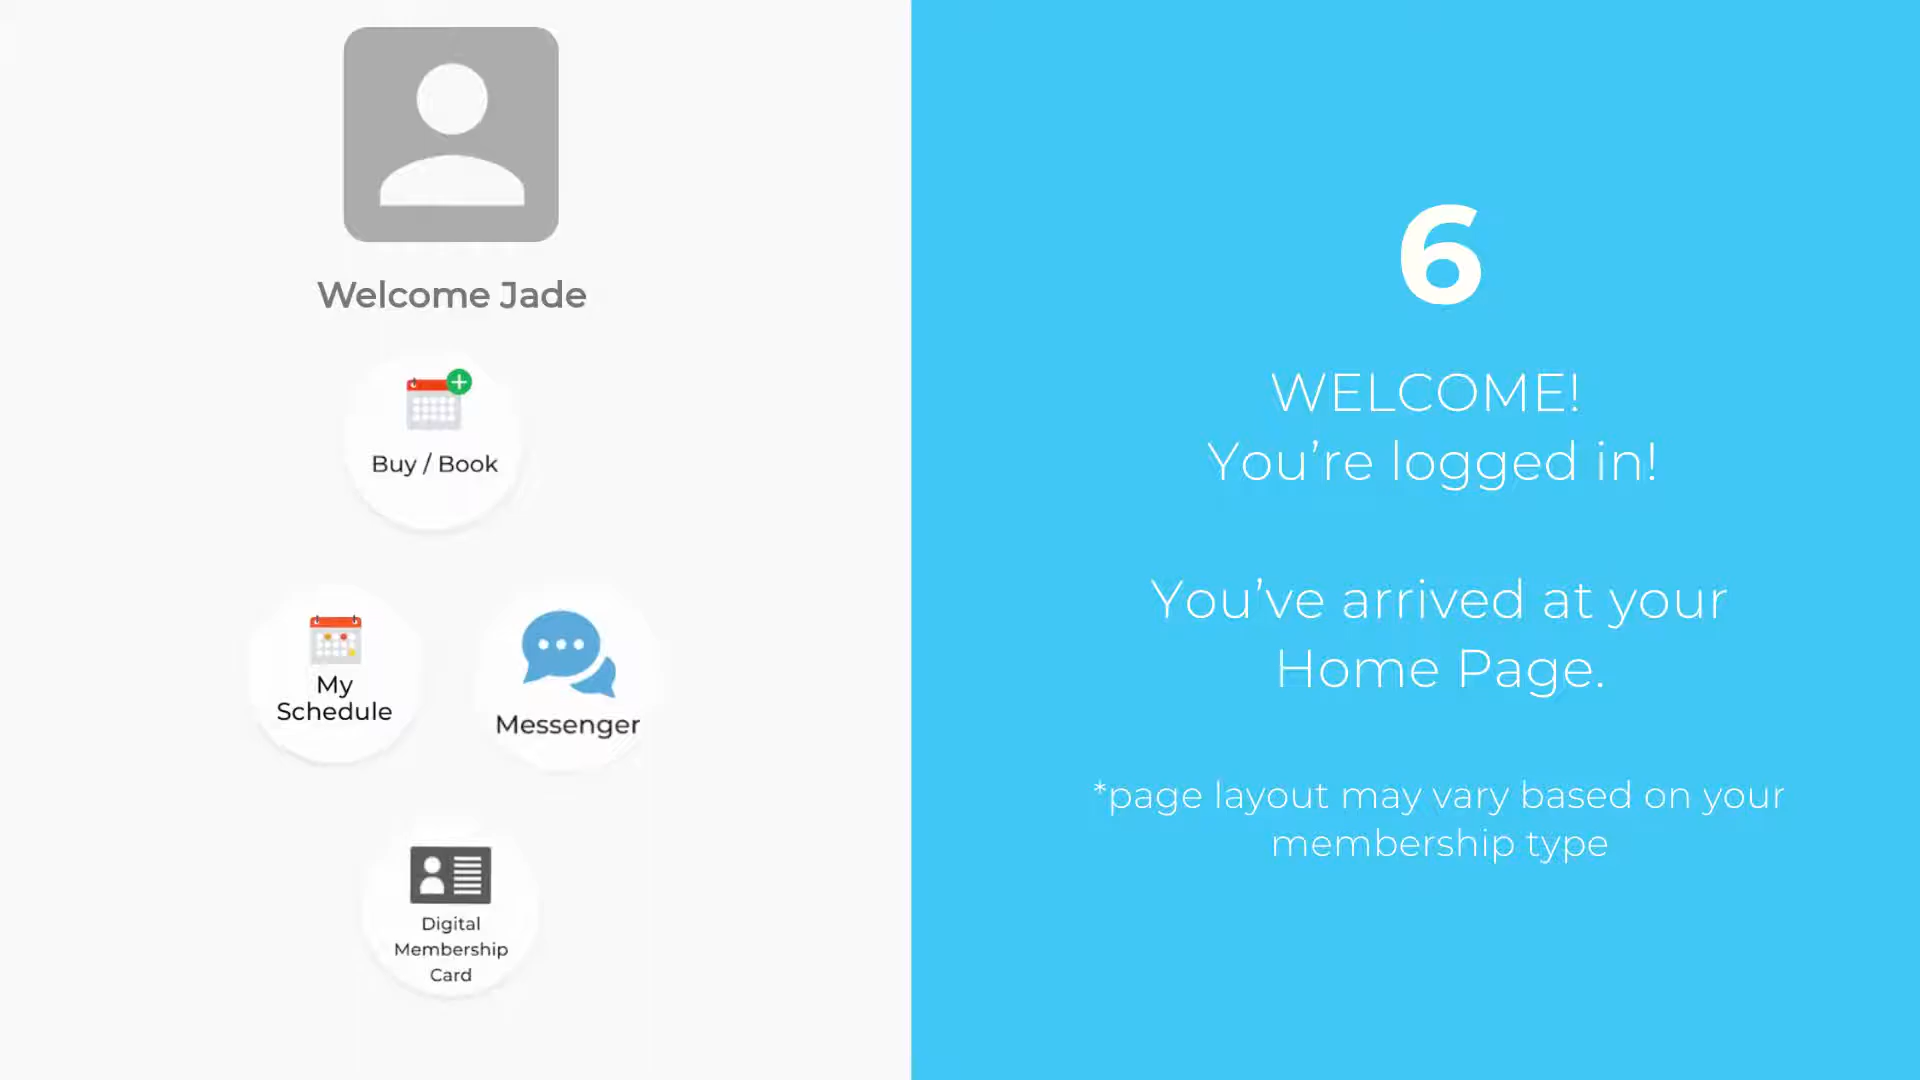 Welcome Jade
Buy / Book
My
Schedule
Messenger
Digital
Membership
Card
6
WELCOME!
You’re logged in!
You’ve arrived at your
Home Page.
*page layout may vary based on your
membership type